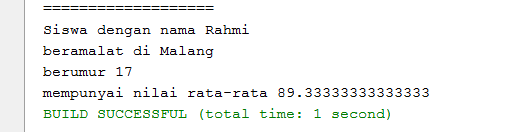 ===================
Siswa dengan nama Rahmi
beramalat di Malang
berumur 17
mempunyai nilai rata-rata 89.33333333333333
BUILD SUCCESSFUL (total time: 1 second)